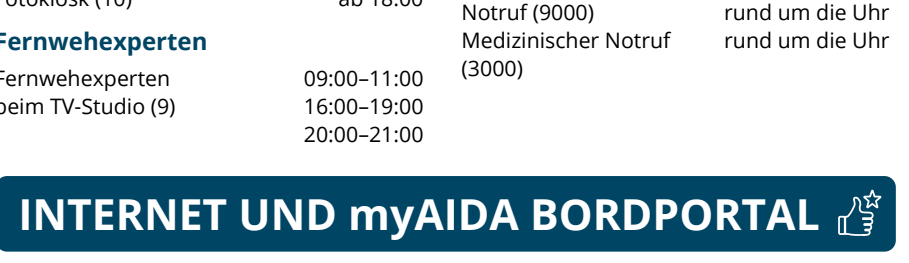 ab 18:00
Fernwehexperten
Fernwehexperten 09:00–11:00
beim TV-Studio (9) 16:00–19:00
20:00–21:00
Notruf (9000) rund um die Uhr
Medizinischer Notruf rund um die Uhr
(3000)
INTERNET UND myAIDA BORDPORTAL